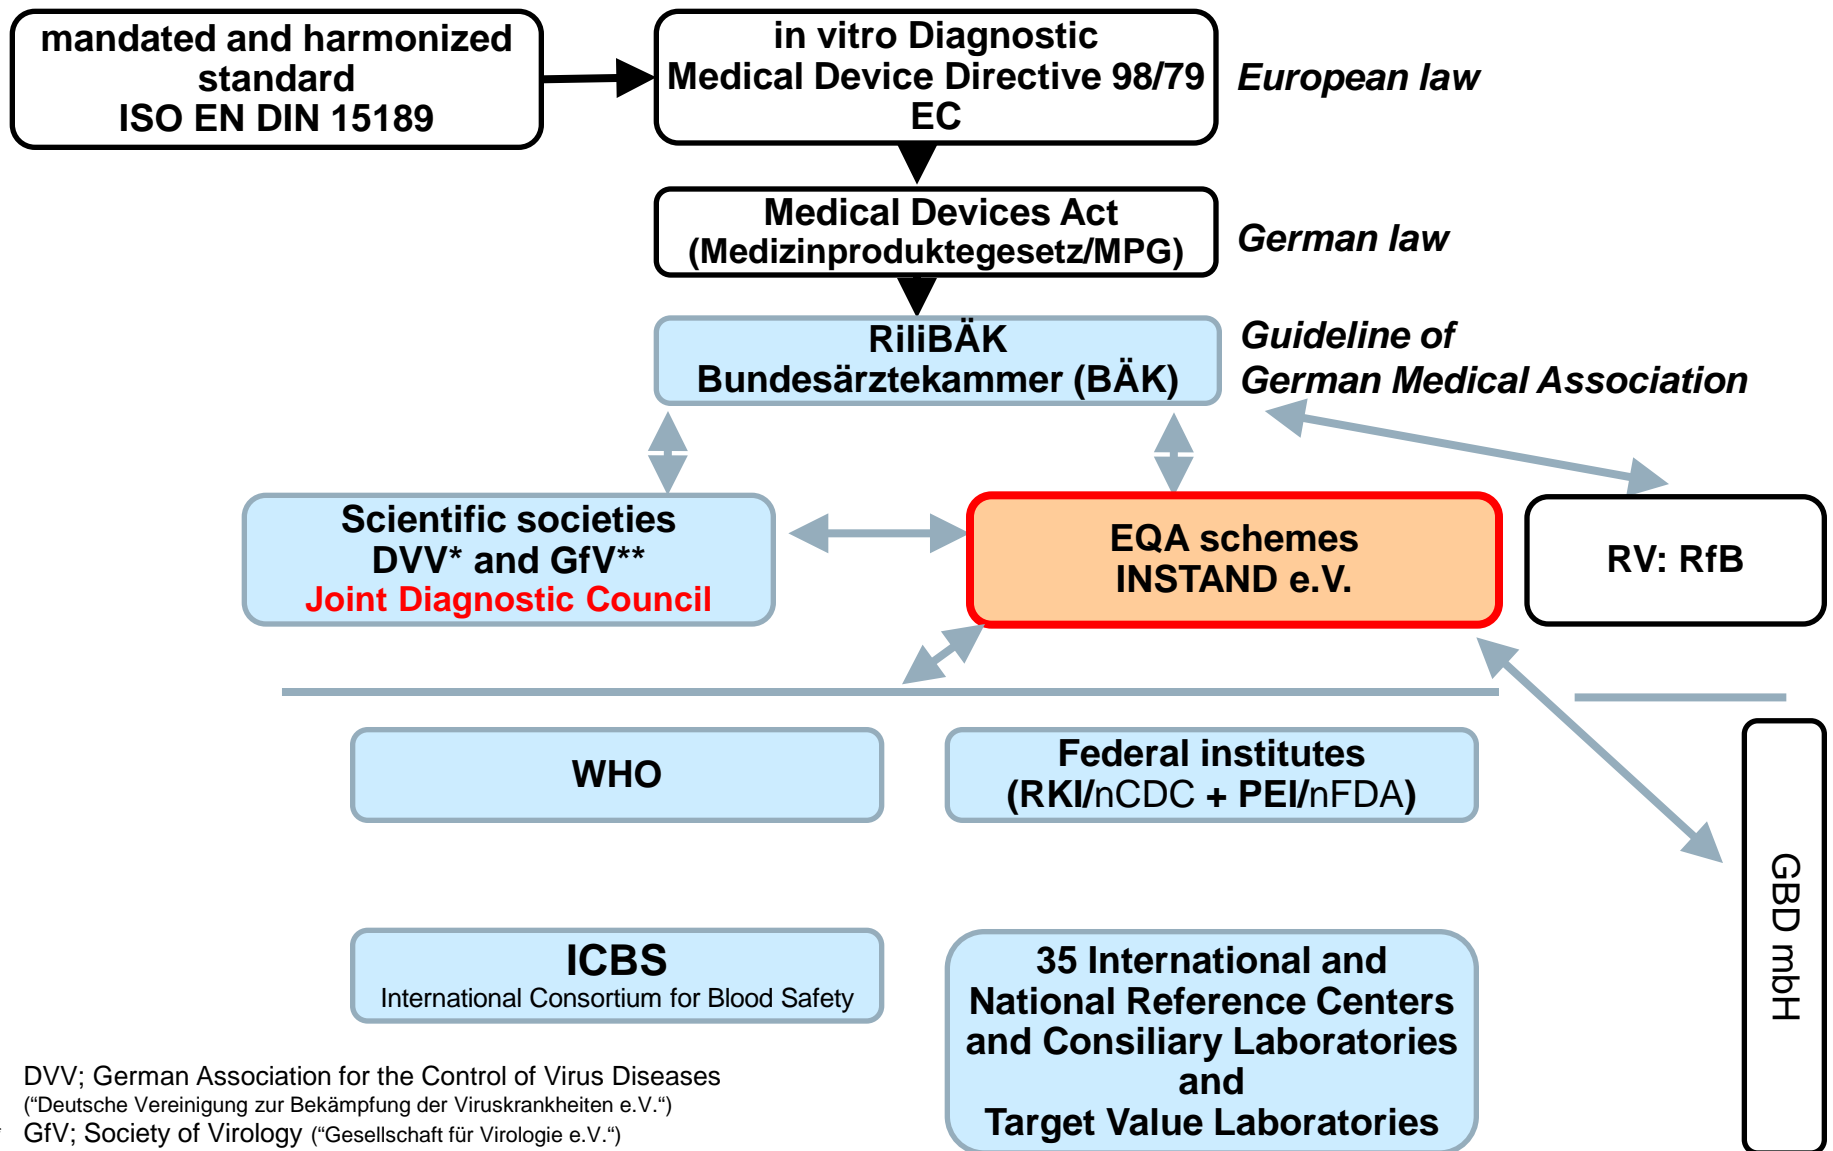 mandated and harmonized
standard
ISO EN DIN 15189
in vitro Diagnostic
Medical Device Directive 98/79
EC
European law
Medical Devices Act
(Medizinproduktegesetz/MPG)
German law
RiliBÄK
Bundesärztekammer (BÄK)
Guideline of
German Medical Association
Scientific societies
DVV* and GfV**
Joint Diagnostic Council
EQA schemes
INSTAND e.V.
RV: RfB
WHO
Federal institutes
(RKI/nCDC + PEI/nFDA)
GBD mbH
ICBS
International Consortium for Blood Safety
35 International and
National Reference Centers
and Consiliary Laboratories
and
Target Value Laboratories
DVV; German Association for the Control of Virus Diseases
(“Deutsche Vereinigung zur Bekämpfung der Viruskrankheiten e.V.“)
GfV; Society of Virology (“Gesellschaft für Virologie e.V.“)